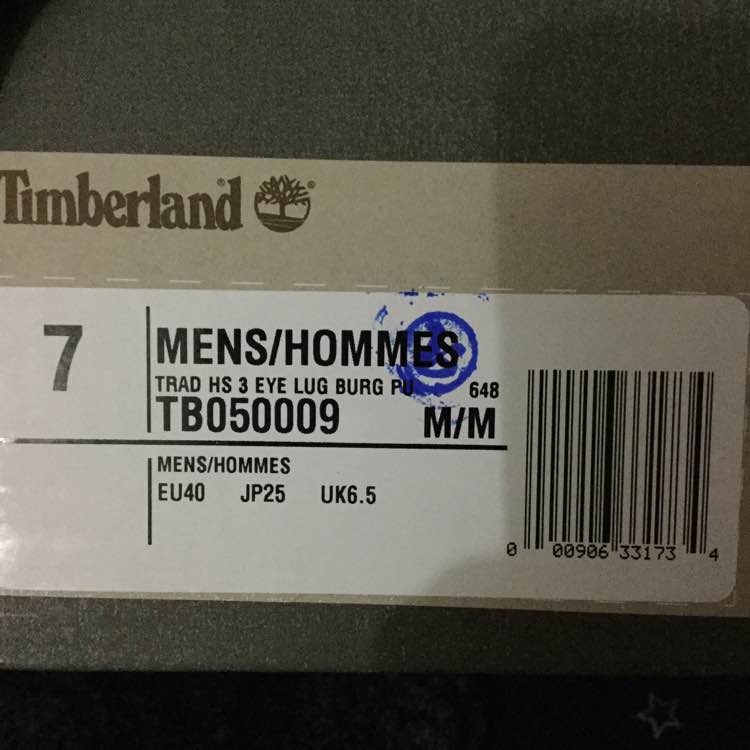 Timberland®
7
MENS/HOMMES
TRAD HS 3 EYE LUG BURG PU 648
TB050009 M/M
MENS/HOMMES
EU40 JP25 UK6.5
0 00906 33173 4